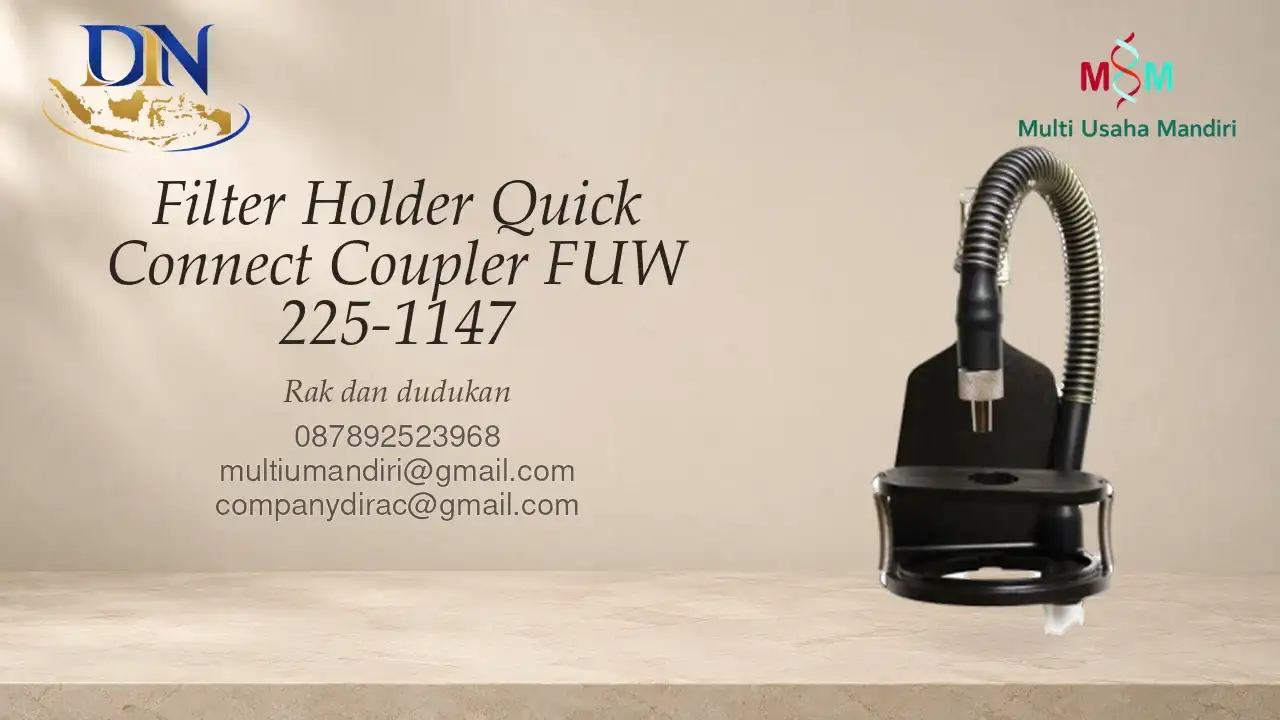 DN
M M
Multi Usaha Mandiri
Filter Holder Quick
Connect Coupler FUW
225-1147
Rak dan dudukan
087892523968
multiumandiri@gmail.com
companydirac@gmail.com